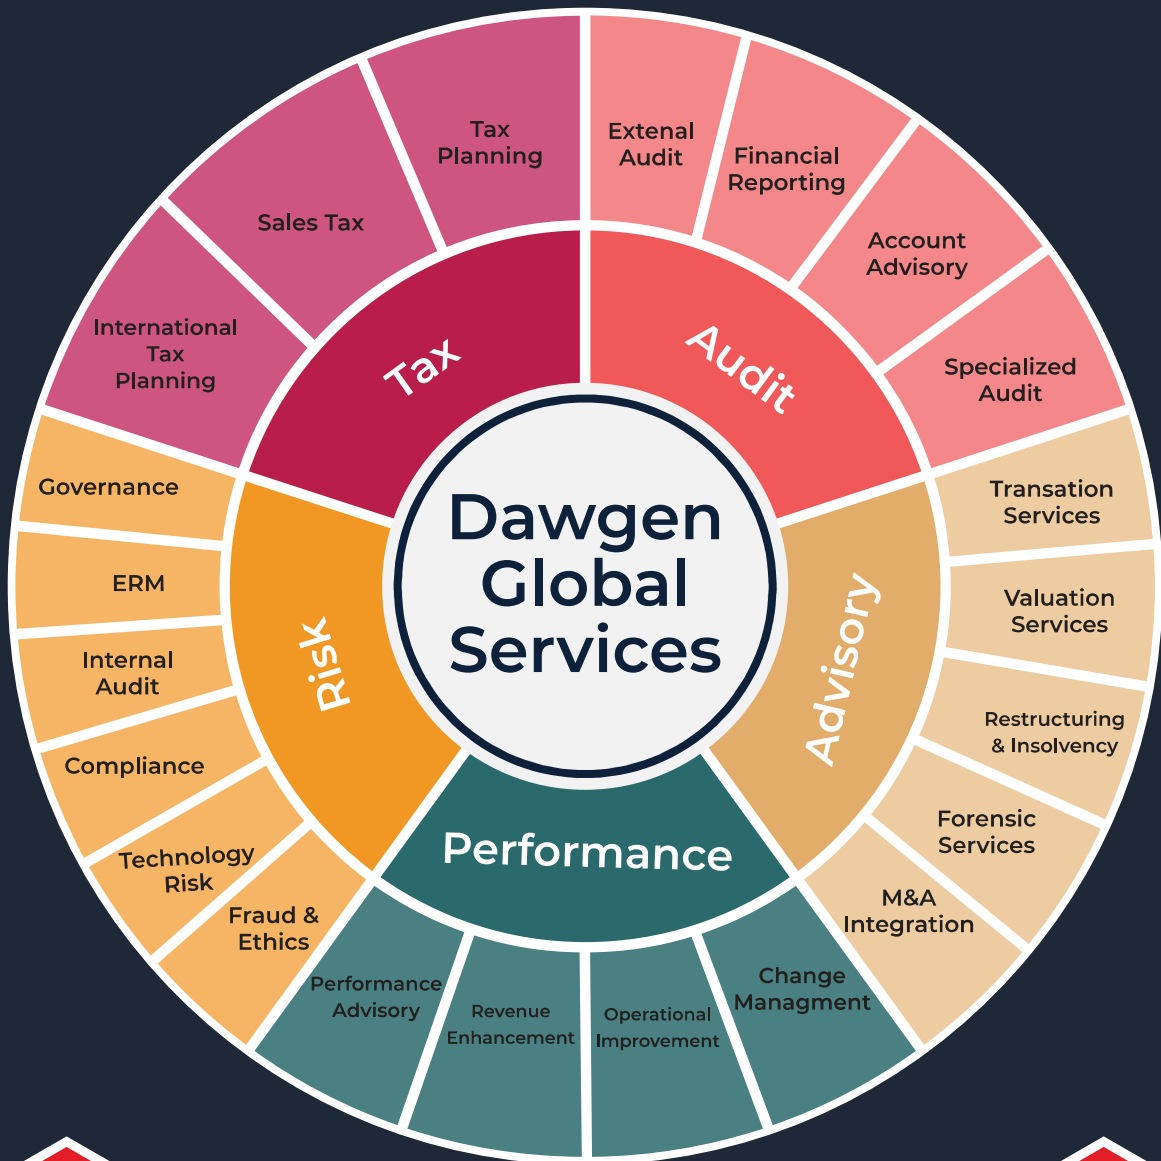 Dawgen
Global
Services
Tax
Tax
Planning
Sales Tax
International
Tax
Planning
Audit
Extenal
Audit
Financial
Reporting
Account
Advisory
Specialized
Audit
Advisory
Transation
Services
Valuation
Services
Restructuring
& Insolvency
Forensic
Services
M&A
Integration
Performance
Change
Managment
Operational
Improvement
Revenue
Enhancement
Performance
Advisory
Risk
Fraud &
Ethics
Technology
Risk
Compliance
Internal
Audit
ERM
Governance